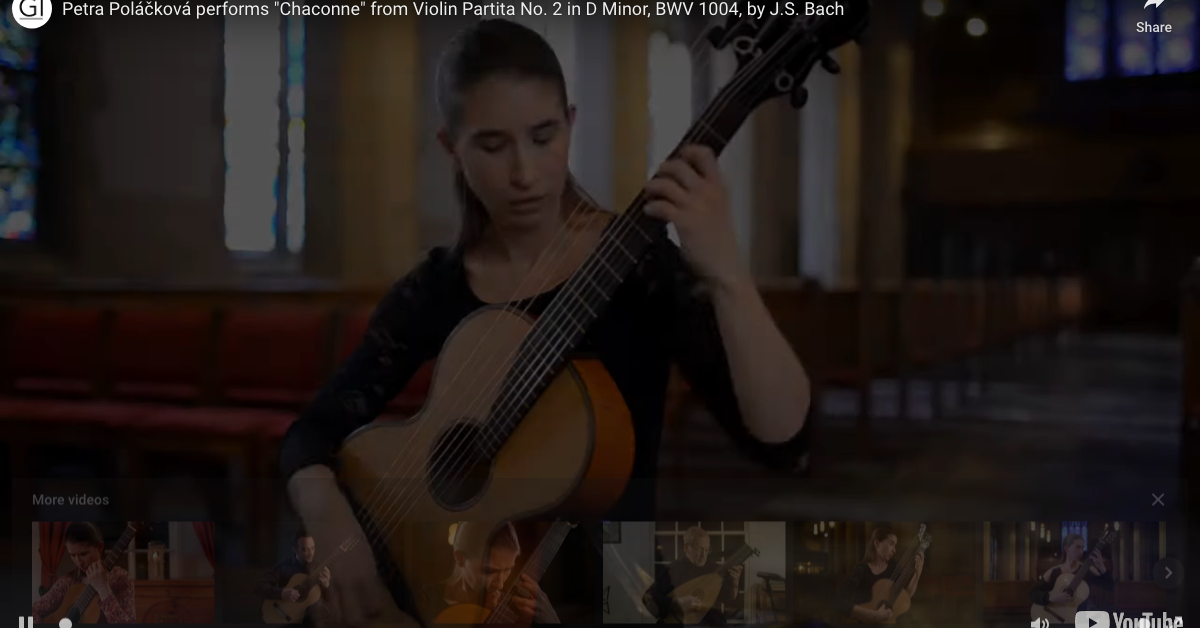 GI
Petra Poláčková performs "Chaconne" from Violin Partita No. 2 in D Minor, BWV 1004, by J.S. Bach
Share
More videos
YouTube